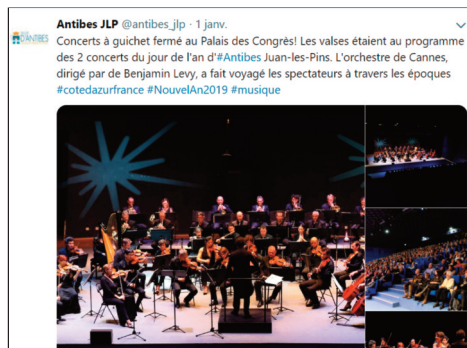 Antibes JLP @antibes_jlp · 1 janv.
Concerts à guichet fermé au Palais des Congrès! Les valses étaient au programme
des 2 concerts du jour de l'an d'#Antibes Juan-les-Pins. L'orchestre de Cannes,
dirigé par de Benjamin Levy, a fait voyagé les spectateurs à travers les époques
#cotedazurfrance #NouvelAn2019 #musique
D'ANTIBES